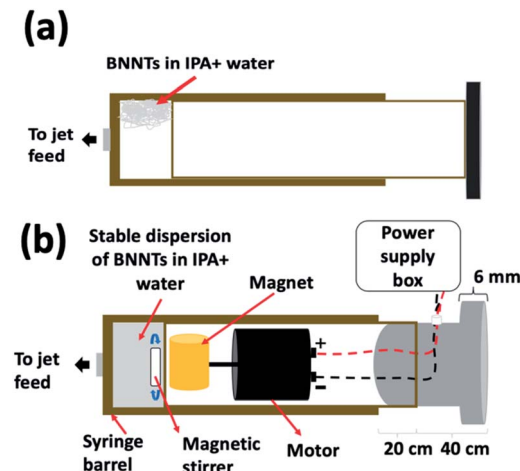 (a)
BNNTs in IPA+ water
To jet
feed
(b)
Stable dispersion
of BNNTs in IPA+
water
Magnet
Power
supply
box
6 mm
To jet
feed
+
–
Syringe
barrel
Magnetic
stirrer
Motor
20 cm
40 cm